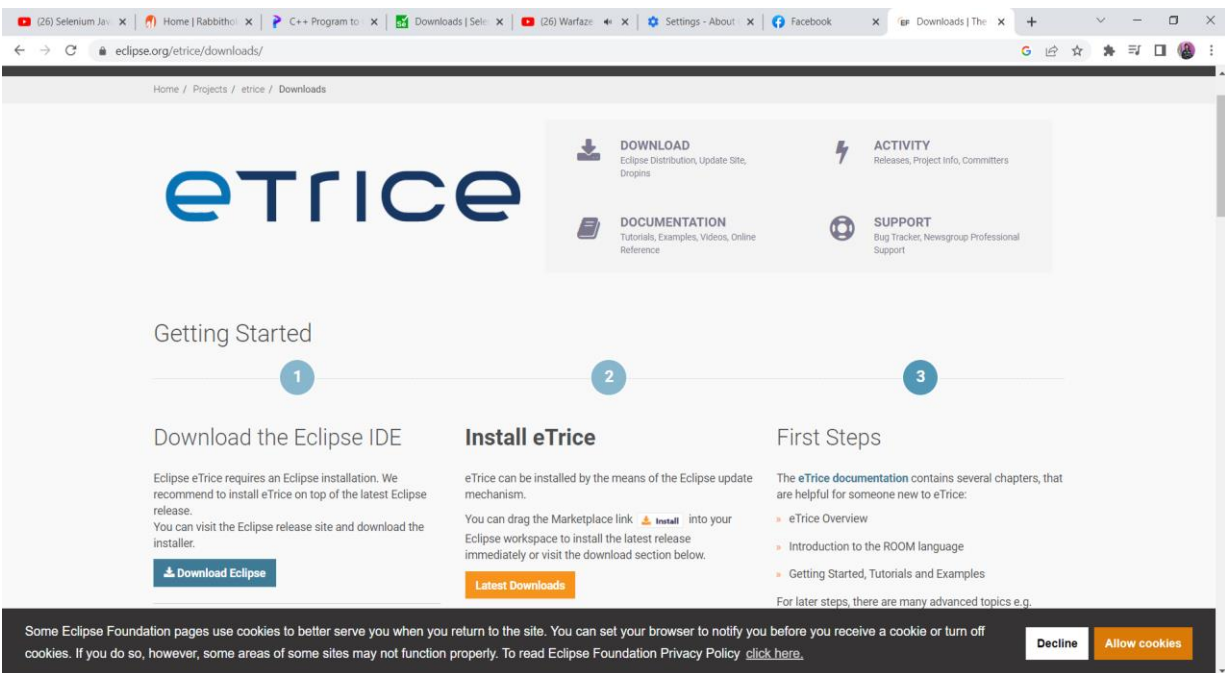 (26) Selenium Jav
Home | Rabbithol
C++ Program to
Downloads | Sele
(26) Warfaze
Settings - About
Facebook
Downloads | The
eclipse.org/etrice/downloads/
Home / Projects / etrice / Downloads
eTrice
DOWNLOAD
Eclipse Distribution, Update Site,
Dropins
ACTIVITY
Releases, Project Info, Committers
DOCUMENTATION
Tutorials, Examples, Videos, Online
Reference
SUPPORT
Bug Tracker, Newsgroup Professional
Support
Getting Started
1
2
3
Download the Eclipse IDE
Eclipse eTrice requires an Eclipse installation. We
recommend to install eTrice on top of the latest Eclipse
release.
You can visit the Eclipse release site and download the
installer.
Download Eclipse
Install eTrice
eTrice can be installed by the means of the Eclipse update
mechanism.
You can drag the Marketplace link Install into your
Eclipse workspace to install the latest release
immediately or visit the download section below.
Latest Downloads
First Steps
The eTrice documentation contains several chapters, that
are helpful for someone new to eTrice:
» eTrice Overview
» Introduction to the ROOM language
» Getting Started, Tutorials and Examples
For later steps, there are many advanced topics e.g.
Some Eclipse Foundation pages use cookies to better serve you when you return to the site. You can set your browser to notify you before you receive a cookie or turn off
cookies. If you do so, however, some areas of some sites may not function properly. To read Eclipse Foundation Privacy Policy click here.
Decline
Allow cookies